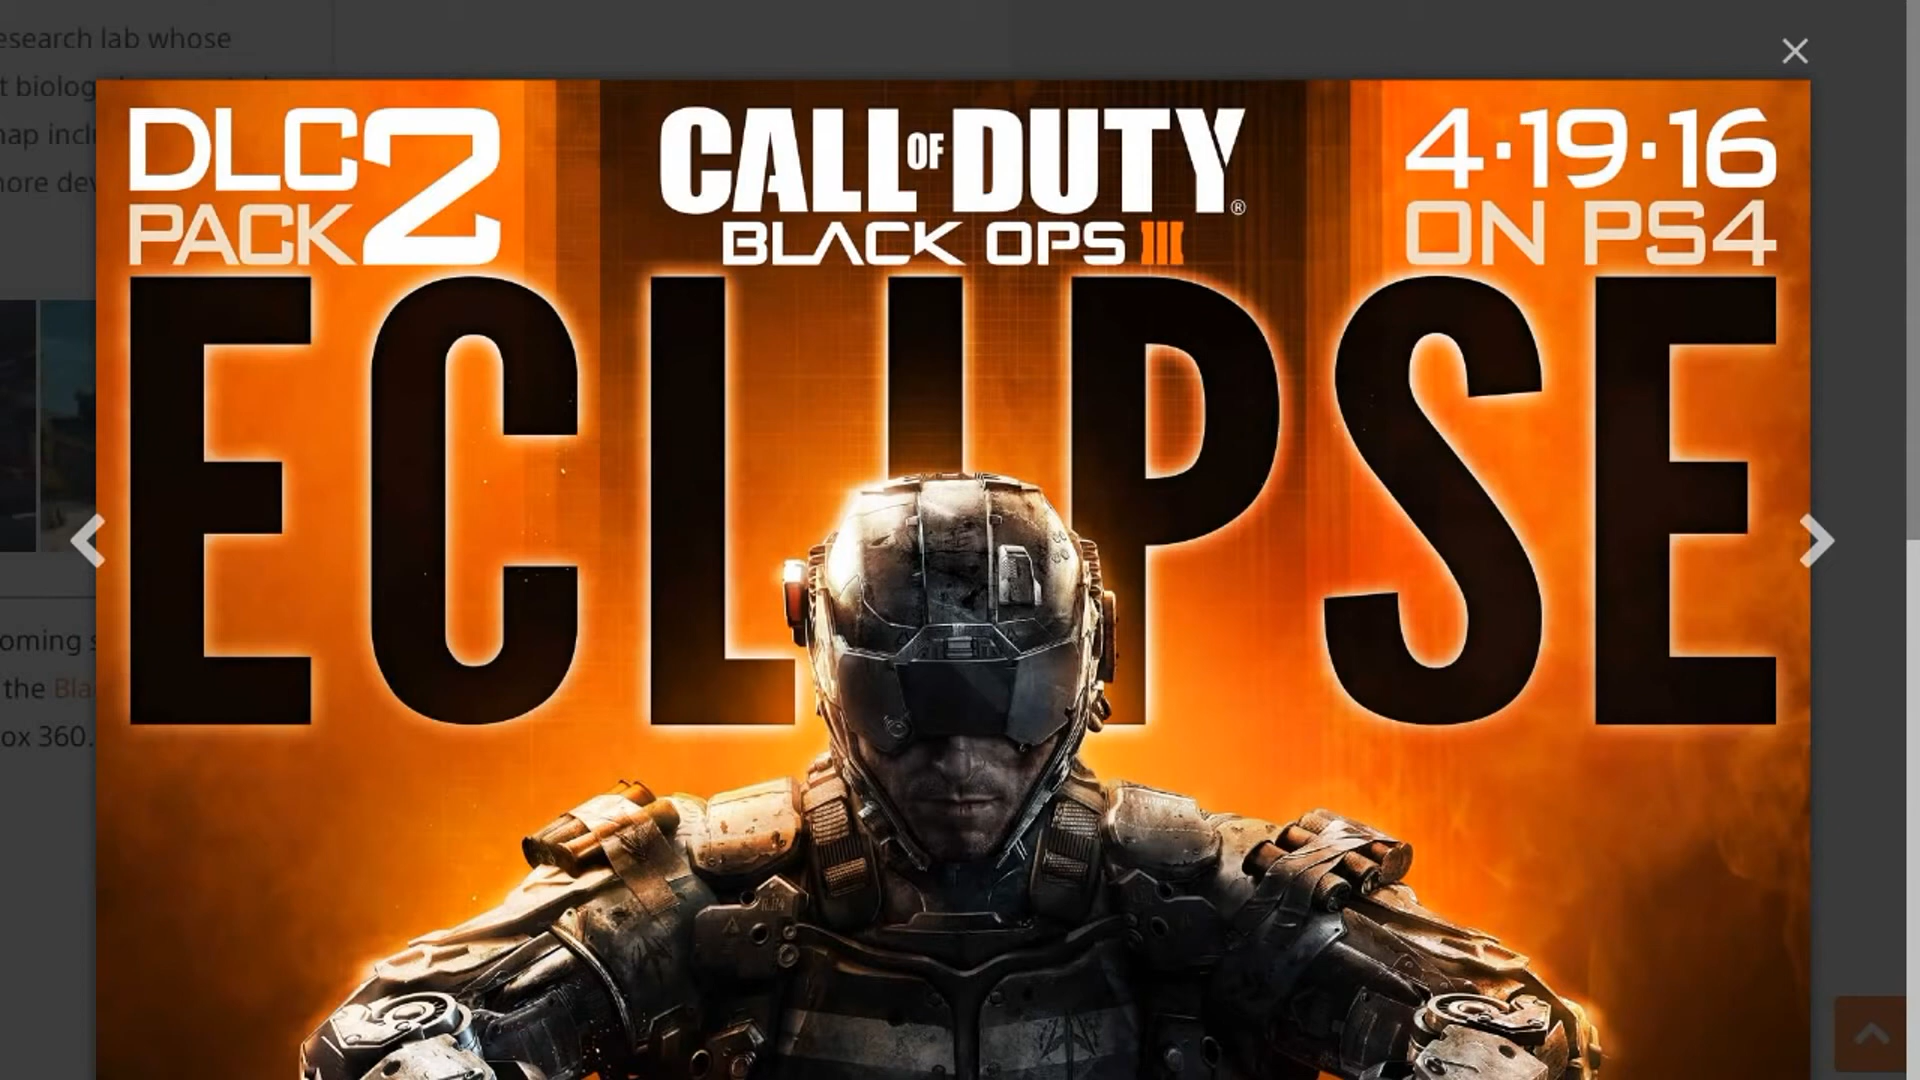 esearch lab whose
t biolog
nap incl
nore dev
DLC PACK 2
CALL OF DUTY®
BLACK OPS III
4·19·16
ON PS4
ECLIPSE
oming s
the Bla
ox 360.